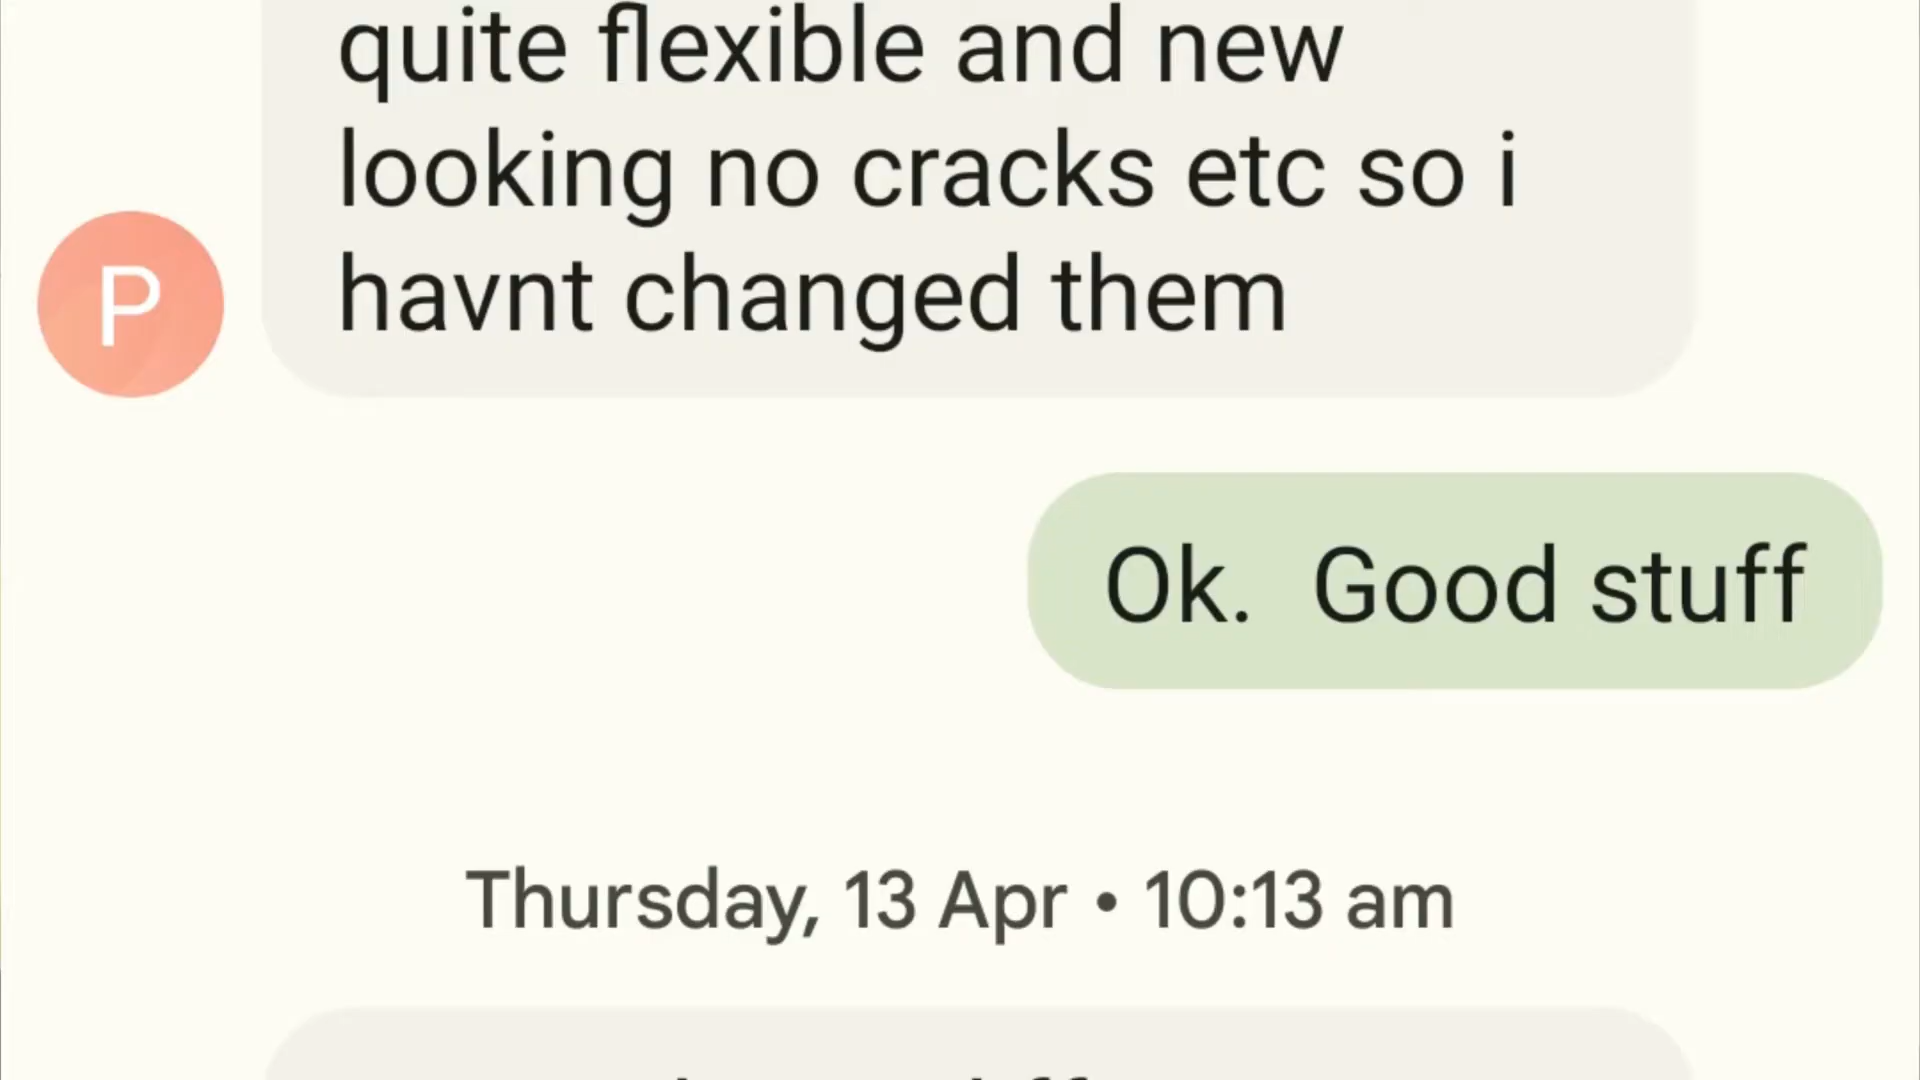 quite flexible and new
looking no cracks etc so i
havnt changed them
P
Ok.  Good stuff
Thursday, 13 Apr • 10:13 am